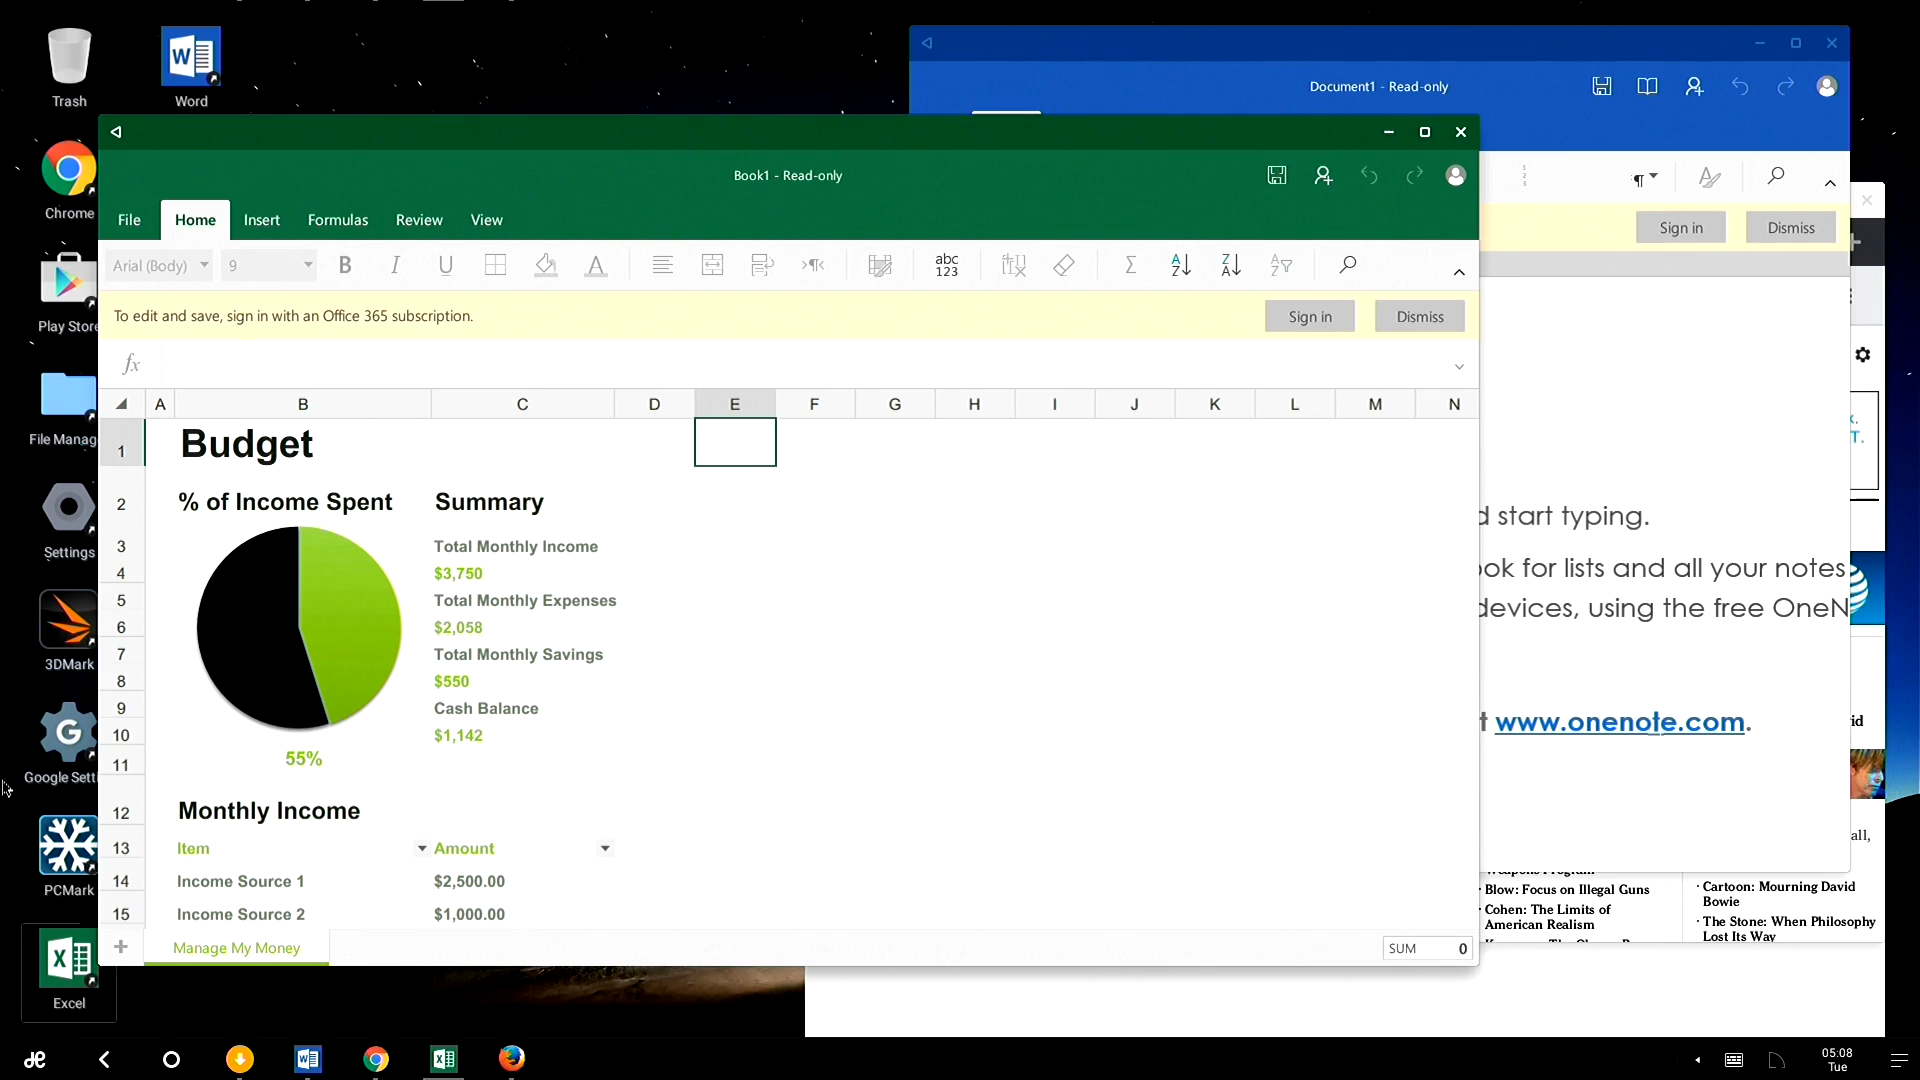 Trash
Word
Chrome
Play Store
File Manag
Settings
3DMark
Google Setti
PCMark
Excel
Document1 - Read-only
Sign in
Dismiss
Book1 - Read-only
File
Home
Insert
Formulas
Review
View
Arial (Body)
9
B
I
U
A
abc
123
A
Z
Z
A
To edit and save, sign in with an Office 365 subscription.
Sign in
Dismiss
fx
A B C D E F G H I J K L M N
1 Budget
2 % of Income Spent Summary
3 Total Monthly Income
4 $3,750
5 Total Monthly Expenses
6 $2,058
7 Total Monthly Savings
8 $550
9 Cash Balance
10 $1,142
11 55%
12 Monthly Income
13 Item Amount
14 Income Source 1 $2,500.00
15 Income Source 2 $1,000.00
Manage My Money
SUM 0
start typing.
ook for lists and all your notes
devices, using the free OneN
t www.onenote.com.
T.
id
all,
Weapons Program
· Blow: Focus on Illegal Guns
· Cohen: The Limits of
American Realism
· Cartoon: Mourning David
Bowie
· The Stone: When Philosophy
Lost Its Way
05:08
Tue